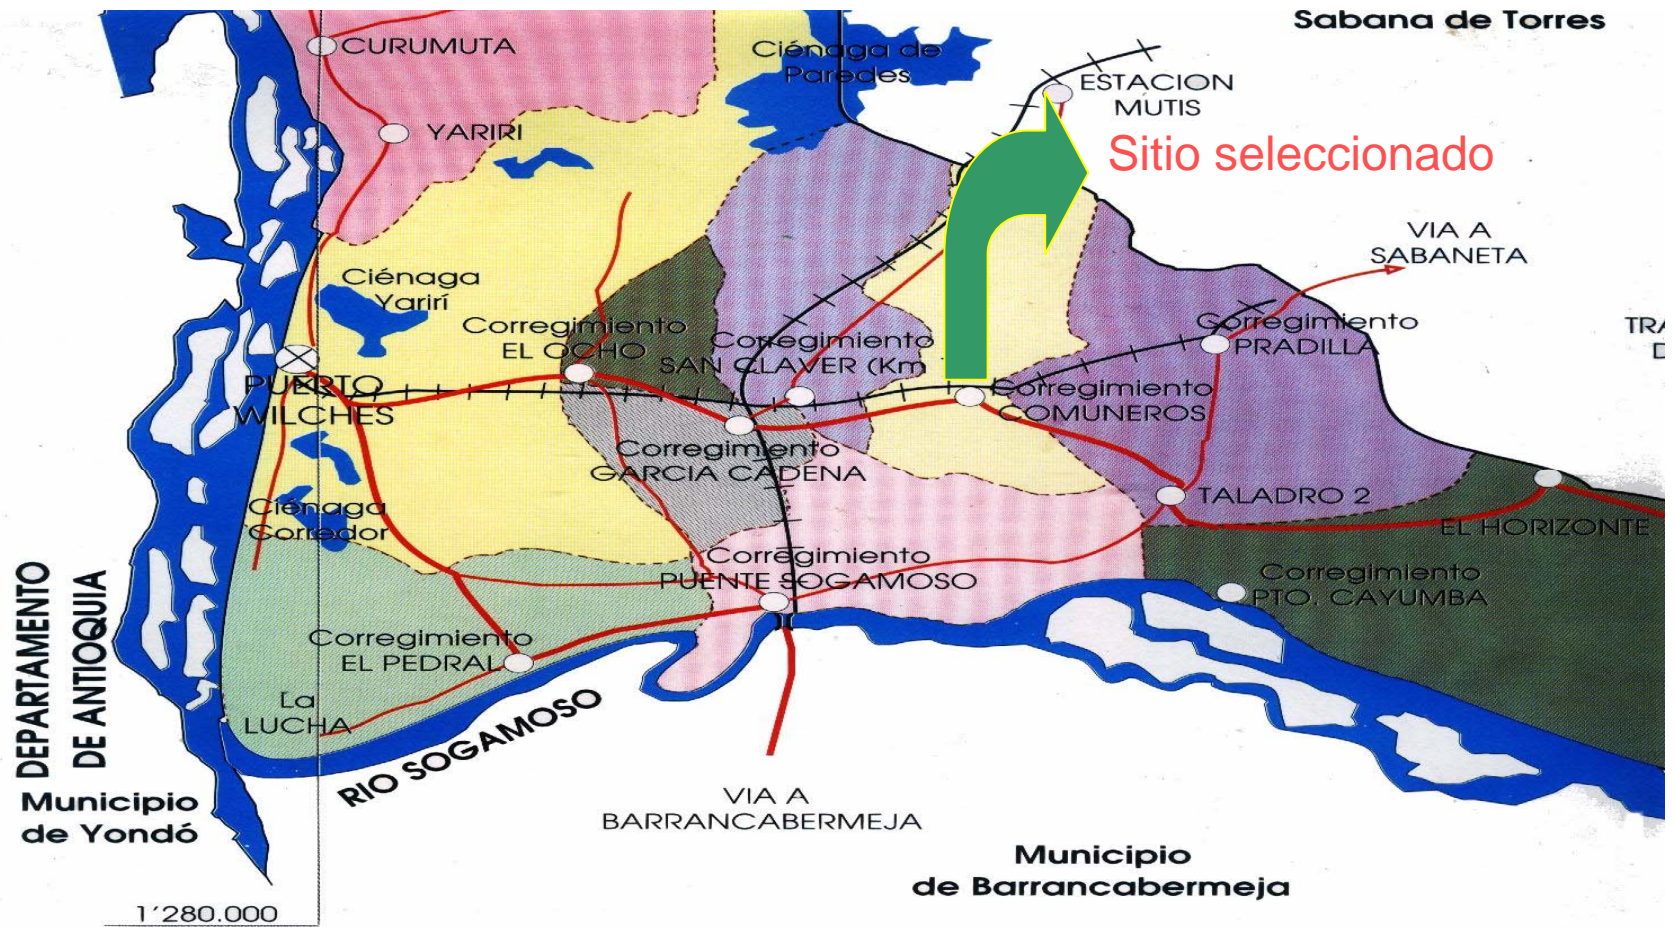 Sabana de Torres
CURUMUTA
Ciénaga de
Paredes
ESTACION
MUTIS
YARIRI
Sitio seleccionado
VIA A
SABANETA
Ciénaga
Yarirí
Corregimiento
EL OCHO
Corregimiento
SAN CLAVER (Km
Corregimiento
PRADILLA
PUERTO
WILCHES
Corregimiento
COMUNEROS
Corregimiento
GARCIA CADENA
TALADRO 2
Ciénaga
Corredor
EL HORIZONTE
Corregimiento
PUENTE SOGAMOSO
Corregimiento
PTO. CAYUMBA
DEPARTAMENTO
DE ANTIOQUIA
Corregimiento
EL PEDRAL
La
LUCHA
RIO SOGAMOSO
Municipio
de Yondó
VIA A
BARRANCABERMEJA
Municipio
de Barrancabermeja
1'280.000